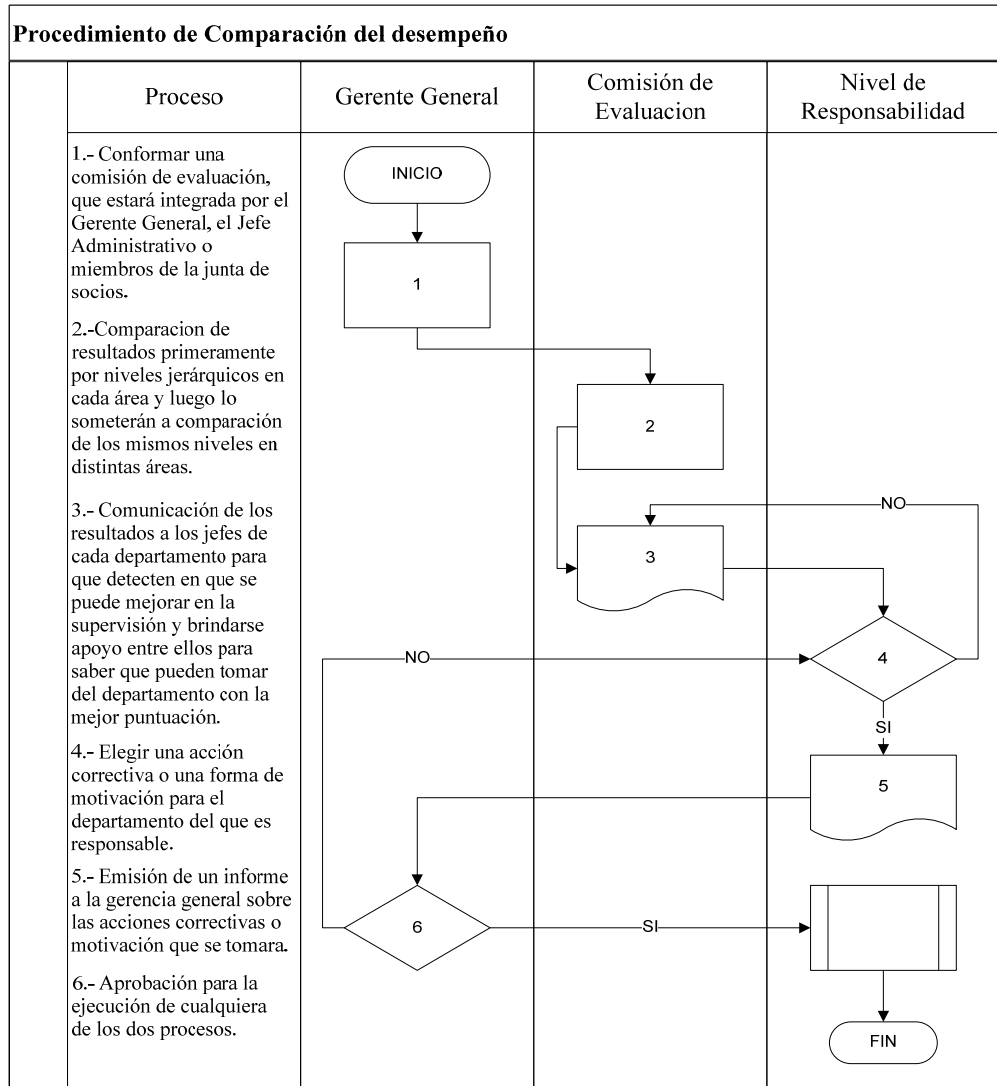 Procedimiento de Comparación del desempeño
Proceso
Gerente General
Comisión de
Evaluacion
Nivel de
Responsabilidad
1.- Conformar una
comisión de evaluación,
que estará integrada por el
Gerente General, el Jefe
Administrativo o
miembros de la junta de
socios.
2.-Comparacion de
resultados primeramente
por niveles jerárquicos en
cada área y luego lo
someterán a comparación
de los mismos niveles en
distintas áreas.
3.- Comunicación de los
resultados a los jefes de
cada departamento para
que detecten en que se
puede mejorar en la
supervisión y brindarse
apoyo entre ellos para
saber que pueden tomar
del departamento con la
mejor puntuación.
4.- Elegir una acción
correctiva o una forma de
motivación para el
departamento del que es
responsable.
5.- Emisión de un informe
a la gerencia general sobre
las acciones correctivas o
motivación que se tomara.
6.- Aprobación para la
ejecución de cualquiera
de los dos procesos.
INICIO
1
2
NO
3
NO
4
SI
5
6
SI
FIN